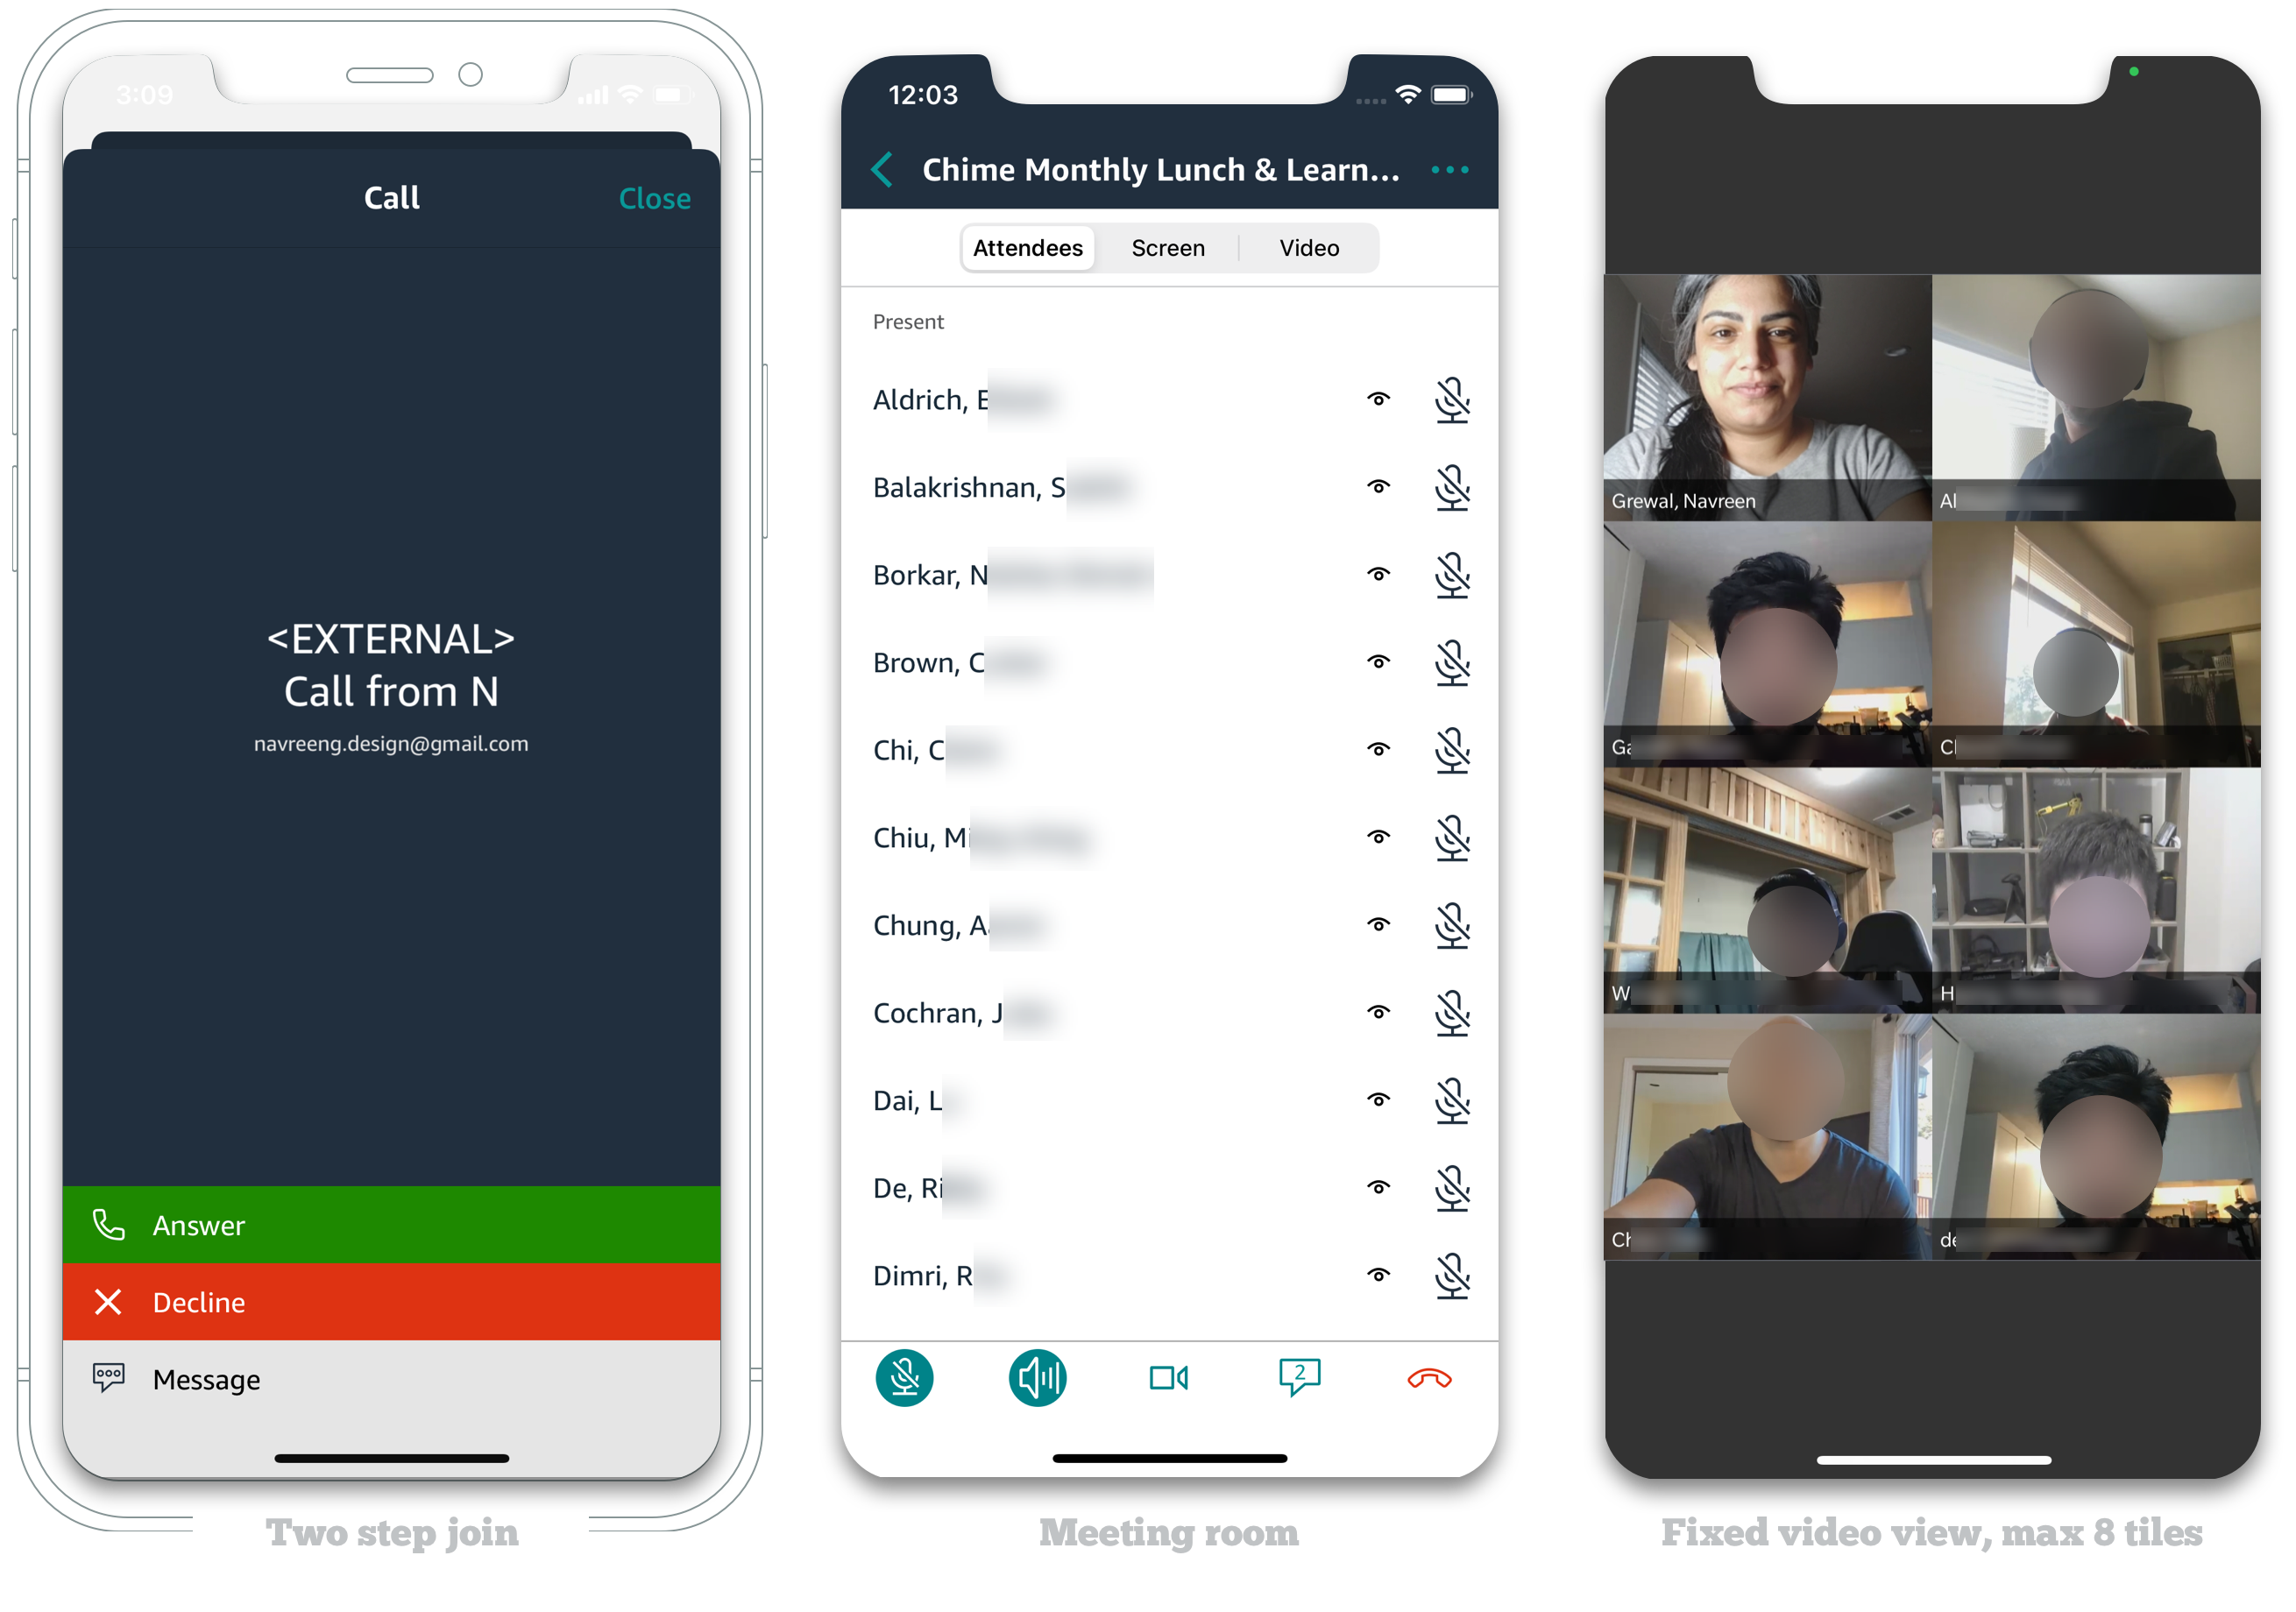 3:09
Call
Close
<EXTERNAL>
Call from N
navreeng.design@gmail.com
Answer
Decline
Message
Two step join
12:03
Chime Monthly Lunch & Learn...
Attendees
Screen
Video
Present
Aldrich, E
Balakrishnan, S
Borkar, N
Brown, C
Chi, C
Chiu, Mi
Chung, A
Cochran, J
Dai, L
De, Ri
Dimri, R
2
Meeting room
Grewal, Navreen
Al
Ga
Cl
W
H
Ch
de
Fixed video view, max 8 tiles